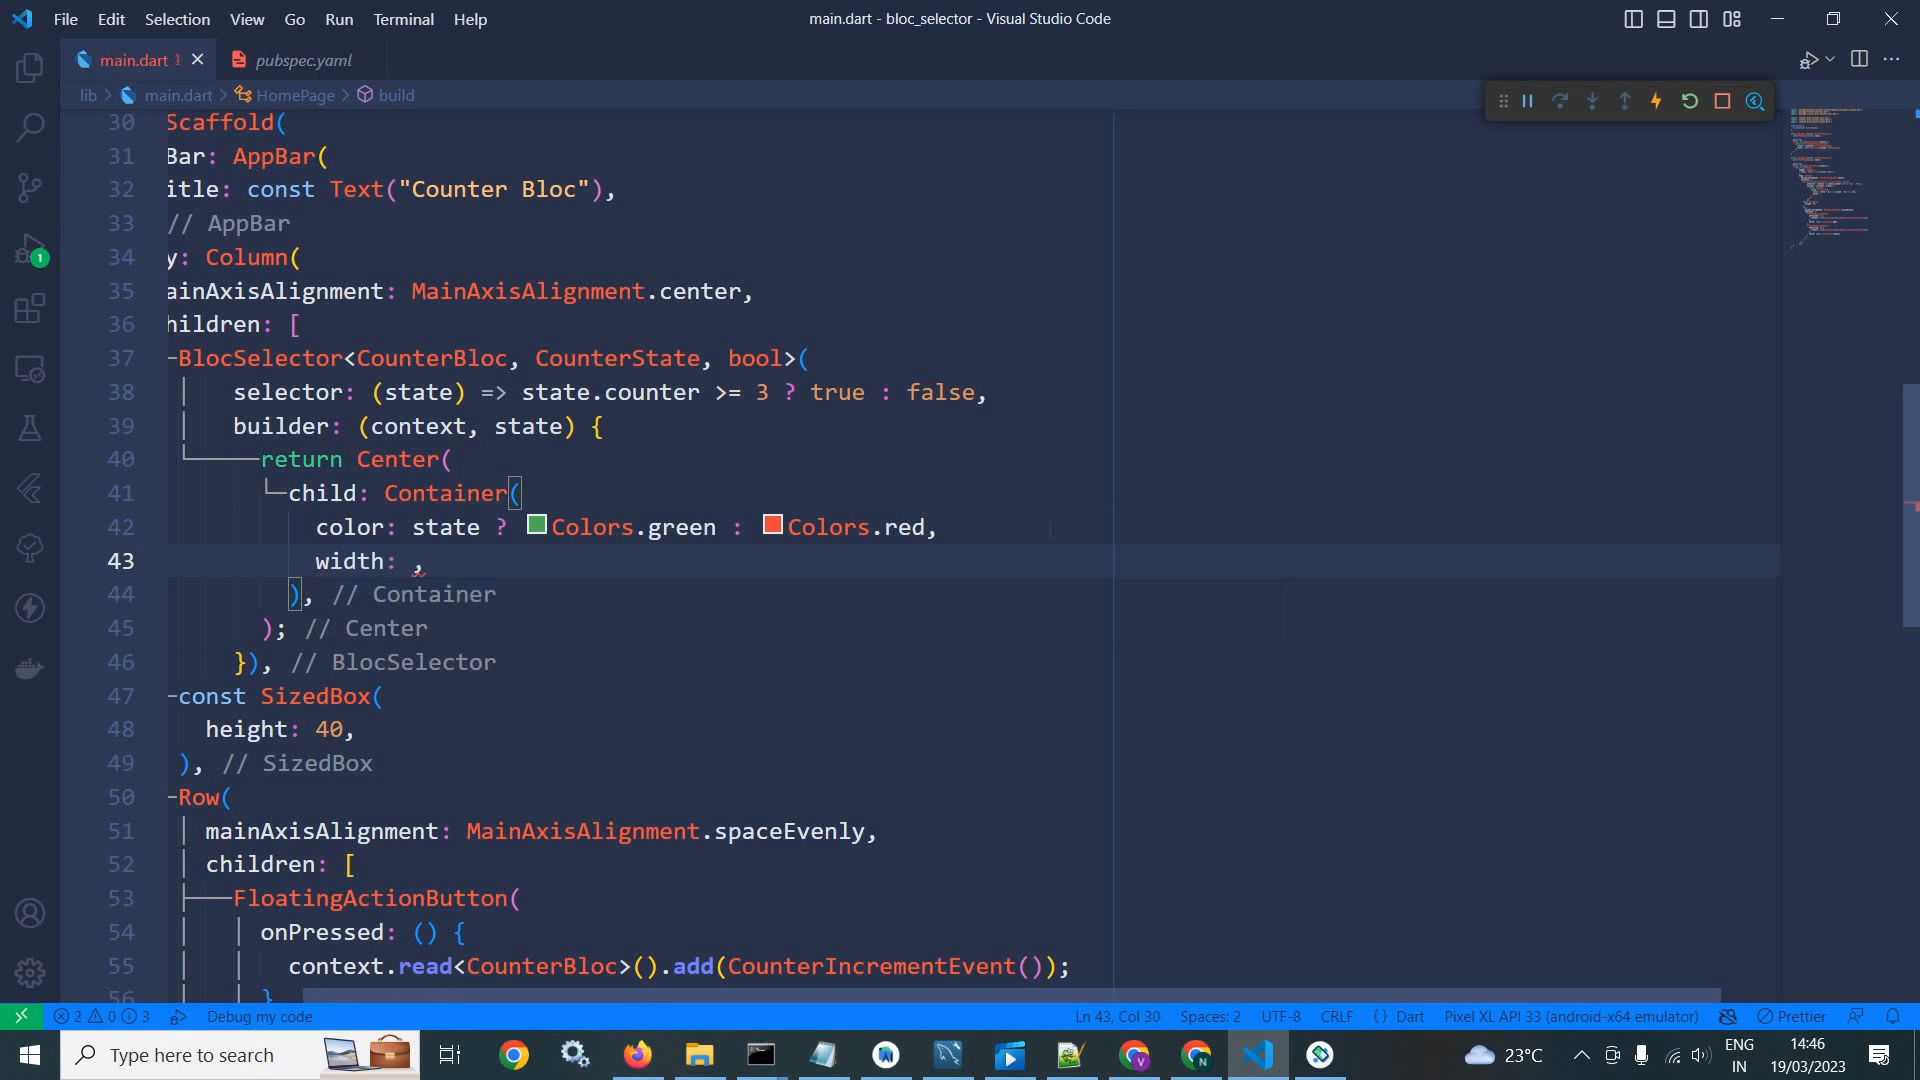 File Edit Selection View Go Run Terminal Help
main.dart - bloc_selector - Visual Studio Code
main.dart 1
pubspec.yaml
lib > main.dart > HomePage > build
30 Scaffold(
31 Bar: AppBar(
32 itle: const Text("Counter Bloc"),
33 // AppBar
34 y: Column(
35 ainAxisAlignment: MainAxisAlignment.center,
36 hildren: [
37 BlocSelector<CounterBloc, CounterState, bool>(
38 selector: (state) => state.counter >= 3 ? true : false,
39 builder: (context, state) {
40 return Center(
41 child: Container(
42 color: state ? Colors.green : Colors.red,
43 width: ,
44 ), // Container
45 ); // Center
46 }), // BlocSelector
47 const SizedBox(
48 height: 40,
49 ), // SizedBox
50 Row(
51 mainAxisAlignment: MainAxisAlignment.spaceEvenly,
52 children: [
53 FloatingActionButton(
54 onPressed: () {
55 context.read<CounterBloc>().add(CounterIncrementEvent());
56 }
1
2 0 3 Debug my code
Ln 43, Col 30 Spaces: 2 UTF-8 CRLF {} Dart Pixel XL API 33 (android-x64 emulator) Prettier
Type here to search
23°C
ENG
IN
14:46
19/03/2023